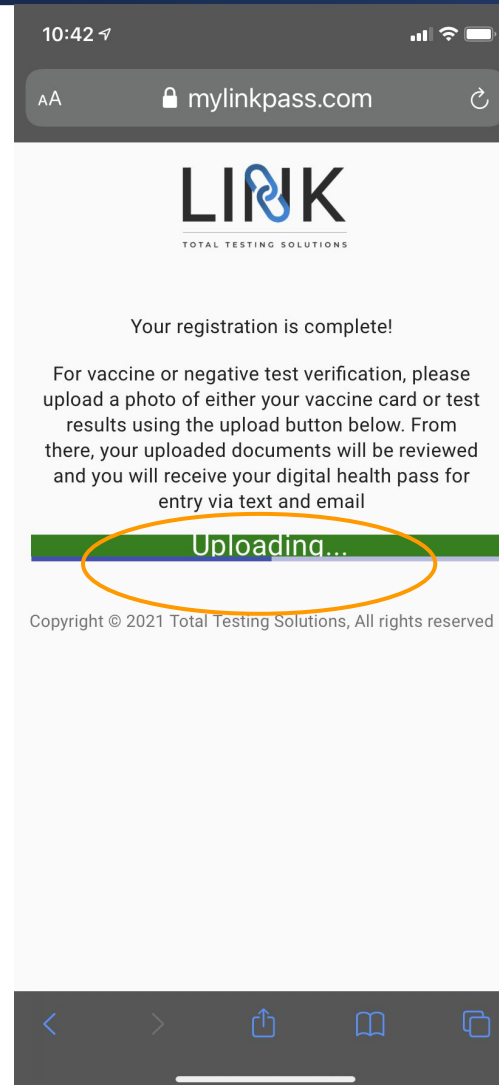 10:42
AA mylinkpass.com
LINK
TOTAL TESTING SOLUTIONS
Your registration is complete!
For vaccine or negative test verification, please
upload a photo of either your vaccine card or test
results using the upload button below. From
there, your uploaded documents will be reviewed
and you will receive your digital health pass for
entry via text and email
Uploading...
Copyright © 2021 Total Testing Solutions, All rights reserved